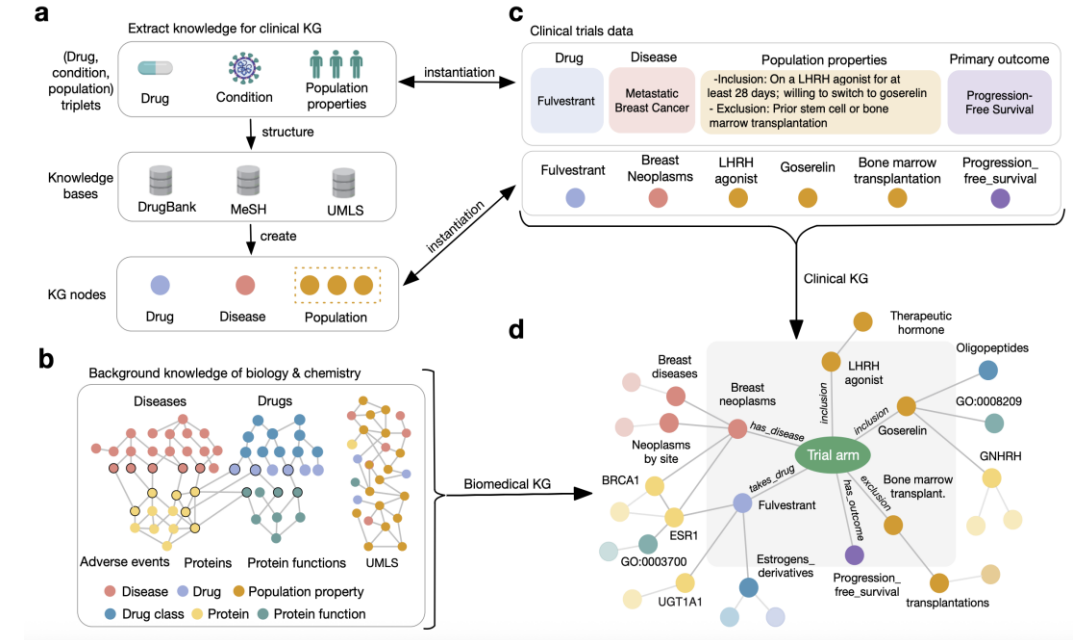 a
Extract knowledge for clinical KG
(Drug,
condition,
population)
triplets
Drug
Condition
Population
properties
instantiation
structure
Knowledge
bases
DrugBank
MeSH
UMLS
create
instantiation
KG nodes
Drug
Disease
Population
b
Background knowledge of biology & chemistry
Diseases
Drugs
Adverse events
Proteins
Protein functions
UMLS
Disease
Drug
Population property
Drug class
Protein
Protein function
Biomedical KG
c
Clinical trials data
Drug
Disease
Population properties
Primary outcome
Fulvestrant
Metastatic
Breast Cancer
-Inclusion: On a LHRH agonist for at
least 28 days; willing to switch to goserelin
- Exclusion: Prior stem cell or bone
marrow transplantation
Progression-
Free Survival
Fulvestrant
Breast
Neoplasms
LHRH
agonist
Goserelin
Bone marrow
transplantation
Progression_
free_survival
Clinical KG
d
Therapeutic
hormone
Breast
diseases
Breast
neoplasms
LHRH
agonist
Oligopeptides
inclusion
inclusion
GO:0008209
Goserelin
has_disease
Neoplasms
by site
Trial arm
GNHRH
BRCA1
takes_drug
Fulvestrant
has_outcome
exclusion
Bone marrow
transplant.
ESR1
GO:0003700
Estrogens_
derivatives
Progression_
free_survival
UGT1A1
transplantations